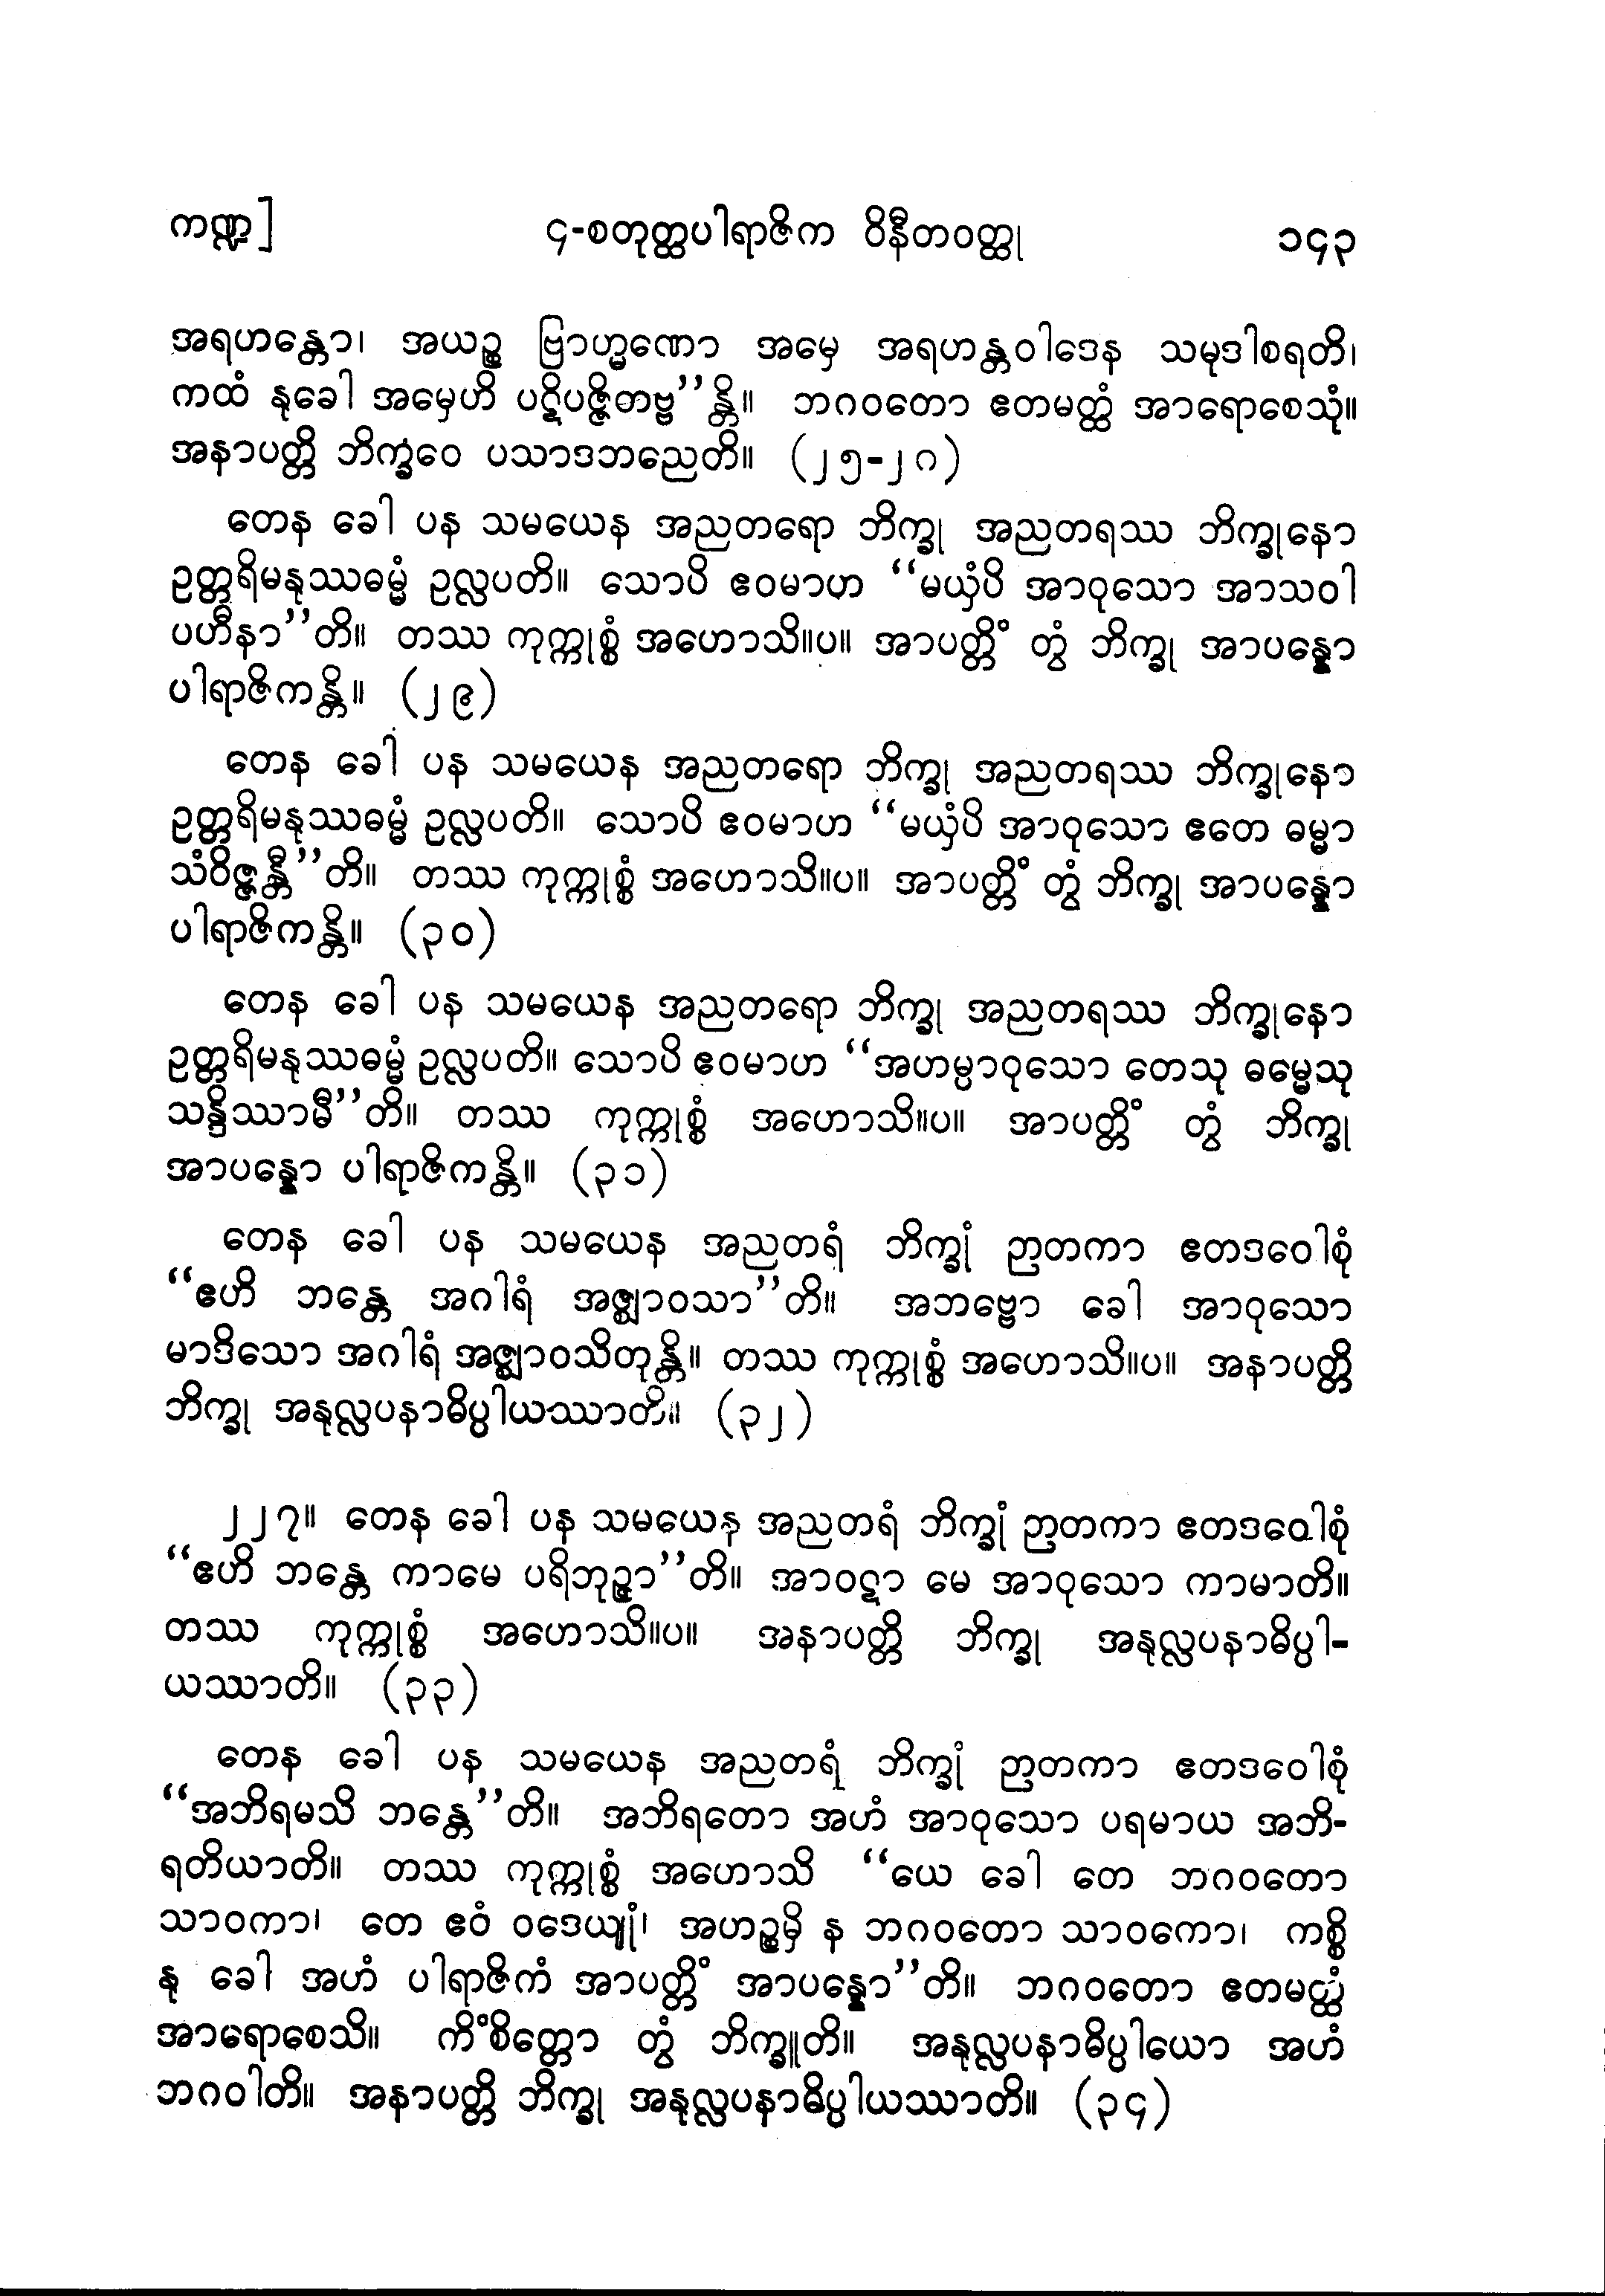 ကဏ္ဍ]	၄-စတုတ္ထပါရာဇိက ဝိနီတဝတ္ထု	၁၄၃
အရဟန္တော၊ အယဉ္စ ဗြာဟ္မဏော အမှေ အရဟန္တဝါဒေန သမုဒါစရတိ၊
ကထံ နုခေါ အမှေဟိ ပဋိပဇ္ဇိတဗ္ဗ’’န္တိ။ ဘဂဝတော ဧတမတ္ထံ အာရောစေသုံ။
အနာပတ္တိ ဘိက္ခဝေ ပသာဒဘညေတိ။ (၂၅-၂၈)
တေန ခေါ ပန သမယေန အညတရော ဘိက္ခု အညတရဿ ဘိက္ခုနော
ဥတ္တရိမနုဿဓမ္မံ ဥလ္လပတိ။ သောပိ ဧဝမာဟ ‘‘မယှံပိ အာဝုသော အာသဝါ
ပဟီနာ’’တိ။ တဿ ကုက္ကုစ္စံ အဟောသိ။ပ။ အာပတ္တိံ တွံ ဘိက္ခု အာပန္နော
ပါရာဇိကန္တိ။ (၂၉)
တေန ခေါ ပန သမယေန အညတရော ဘိက္ခု အညတရဿ ဘိက္ခုနော
ဥတ္တရိမနုဿဓမ္မံ ဥလ္လပတိ။ သောပိ ဧဝမာဟ ‘‘မယှံပိ အာဝုသော ဧတေ ဓမ္မာ
သံဝိဇ္ဇန္တီ’’တိ။ တဿ ကုက္ကုစ္စံ အဟောသိ။ပ။ အာပတ္တိံ တွံ ဘိက္ခု အာပန္နော
ပါရာဇိကန္တိ။ (၃၀)
တေန ခေါ ပန သမယေန အညတရော ဘိက္ခု အညတရဿ ဘိက္ခုနော
ဥတ္တရိမနုဿဓမ္မံ ဥလ္လပတိ။ သောပိ ဧဝမာဟ ‘‘အဟမ္ပာဝုသော တေသု ဓမ္မေသု
သန္ဒိဿာမီ’’တိ။ တဿ ကုက္ကုစ္စံ အဟောသိ။ပ။ အာပတ္တိံ တွံ ဘိက္ခု
အာပန္နော ပါရာဇိကန္တိ။ (၃၁)
တေန ခေါ ပန သမယေန အညတရံ ဘိက္ခုံ ဉာတကာ ဧတဒဝေါစုံ
‘‘ဧဟိ ဘန္တေ အဂါရံ အဇ္ဈာဝသာ’’တိ။ အဘဗ္ဗော ခေါ အာဝုသော
မာဒိသော အဂါရံ အဇ္ဈာဝသိတုန္တိ။ တဿ ကုက္ကုစ္စံ အဟောသိ။ပ။ အနာပတ္တိ
ဘိက္ခု အနုလ္လပနာဓိပ္ပါယဿာတိ။ (၃၂)
၂၂၇။ တေန ခေါ ပန သမယေန အညတရံ ဘိက္ခုံ ဉာတကာ ဧတဒဝေါစုံ
‘‘ဧဟိ ဘန္တေ ကာမေ ပရိဘုဉ္ဇာ’’တိ။ အာဝဋာ မေ အာဝုသော ကာမာတိ။
တဿ ကုက္ကုစ္စံ အဟောသိ။ပ။ အနာပတ္တိ ဘိက္ခု အနုလ္လပနာဓိပ္ပါ-
ယဿာတိ။ (၃၃)
တေန ခေါ ပန သမယေန အညတရံ ဘိက္ခုံ ဉာတကာ ဧတဒဝေါစုံ
‘‘အဘိရမသိ ဘန္တေ’’တိ။ အဘိရတော အဟံ အာဝုသော ပရမာယ အဘိ-
ရတိယာတိ။ တဿ ကုက္ကုစ္စံ အဟောသိ ‘‘ယေ ခေါ တေ ဘဂဝတော
သာဝကာ၊ တေ ဧဝံ ဝဒေယျုံ၊ အဟဉ္စမှိ န ဘဂဝတော သာဝကော၊ ကစ္စိ
နု ခေါ အဟံ ပါရာဇိကံ အာပတ္တိံ အာပန္နော’’တိ။ ဘဂဝတော ဧတမတ္ထံ
အာရောစေသိ။ ကိံစိတ္တော တွံ ဘိက္ခူတိ။ အနုလ္လပနာဓိပ္ပါယော အဟံ
ဘဂဝါတိ။ အနာပတ္တိ ဘိက္ခု အနုလ္လပနာဓိပ္ပါယဿာတိ။ (၃၄)